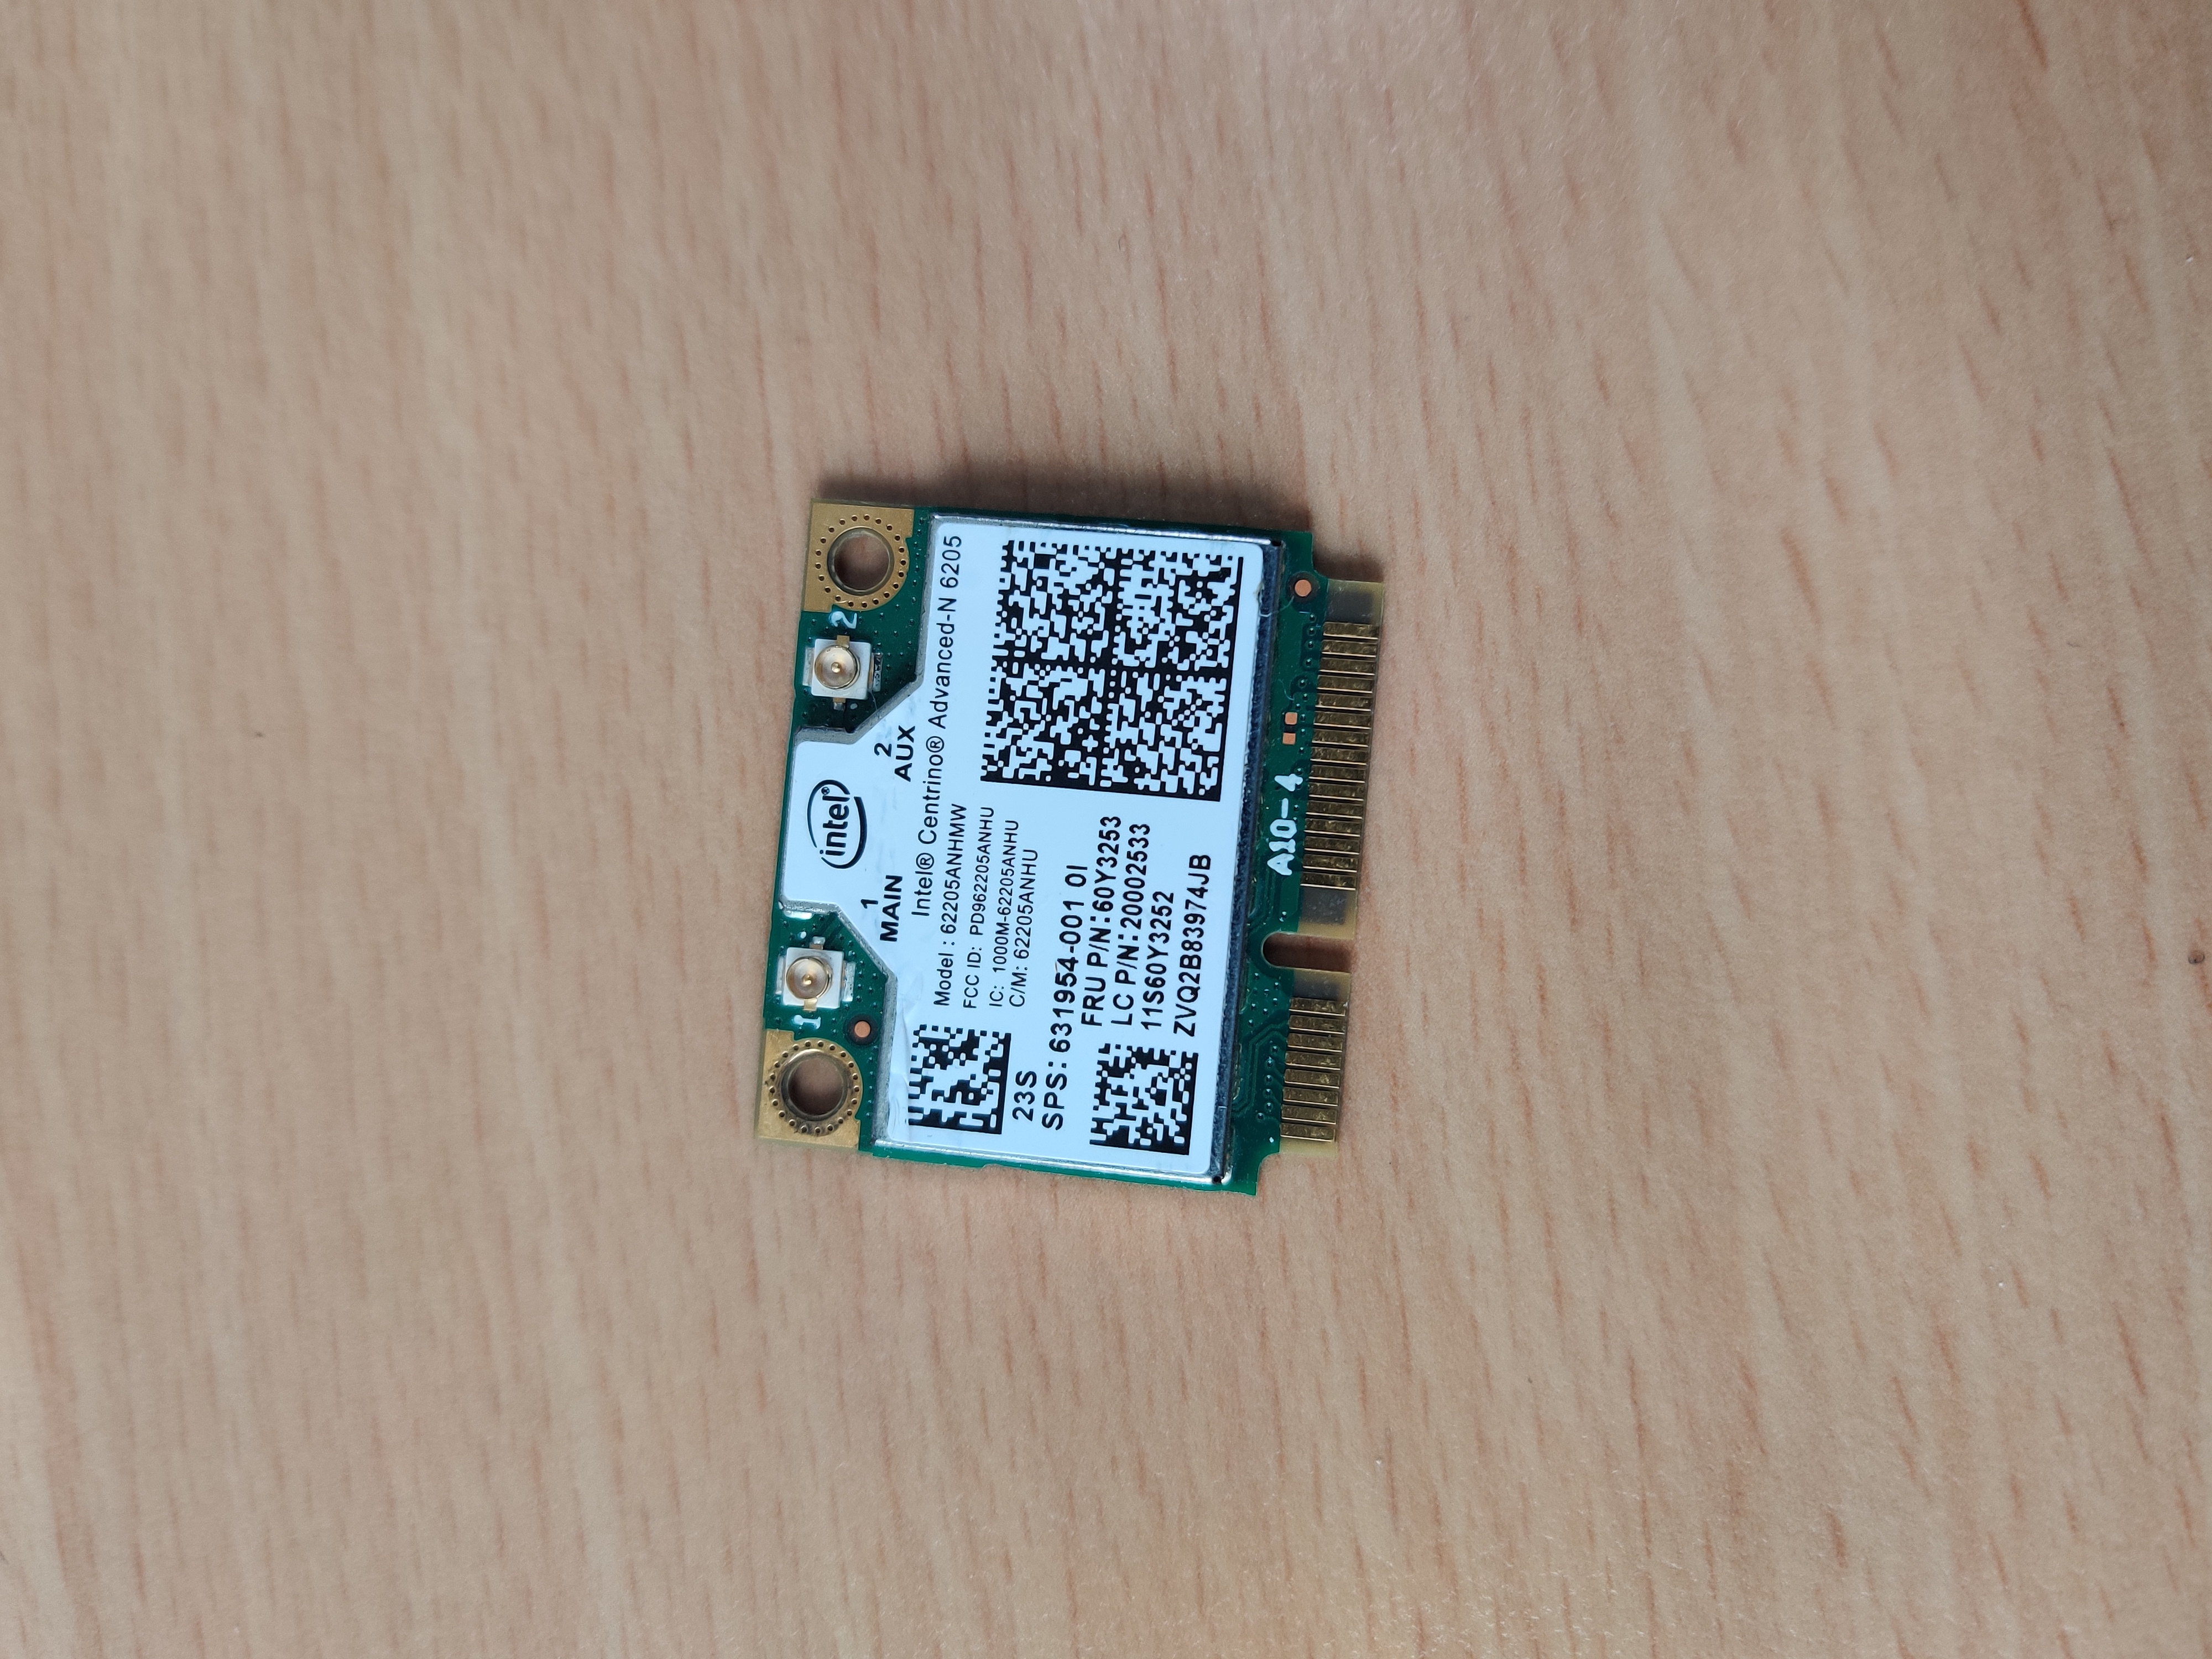 intel®
1 2
MAIN AUX
Intel® Centrino® Advanced-N 6205
Model : 62205ANHMW
FCC ID: PD962205ANHU
IC: 1000M-62205ANHU
C/M: 62205ANHU
23S
SPS: 631954-001 0I
FRU P/N:60Y3253
LC P/N:20002533
11S60Y3252
ZVQ2B83974JB
1
2
A10-4